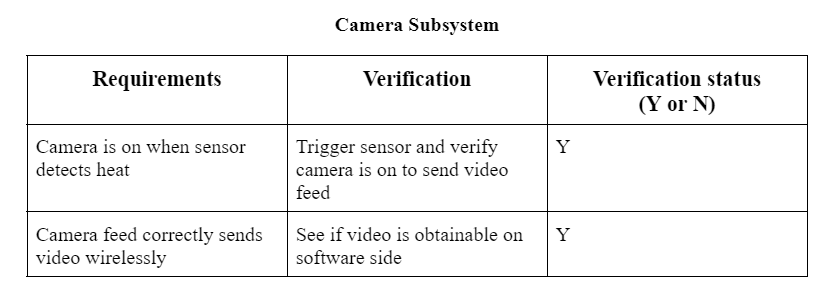 Camera Subsystem
Requirements
Verification
Verification status
(Y or N)
Camera is on when sensor
detects heat
Trigger sensor and verify
camera is on to send video
feed
Y
Camera feed correctly sends
video wirelessly
See if video is obtainable on
software side
Y